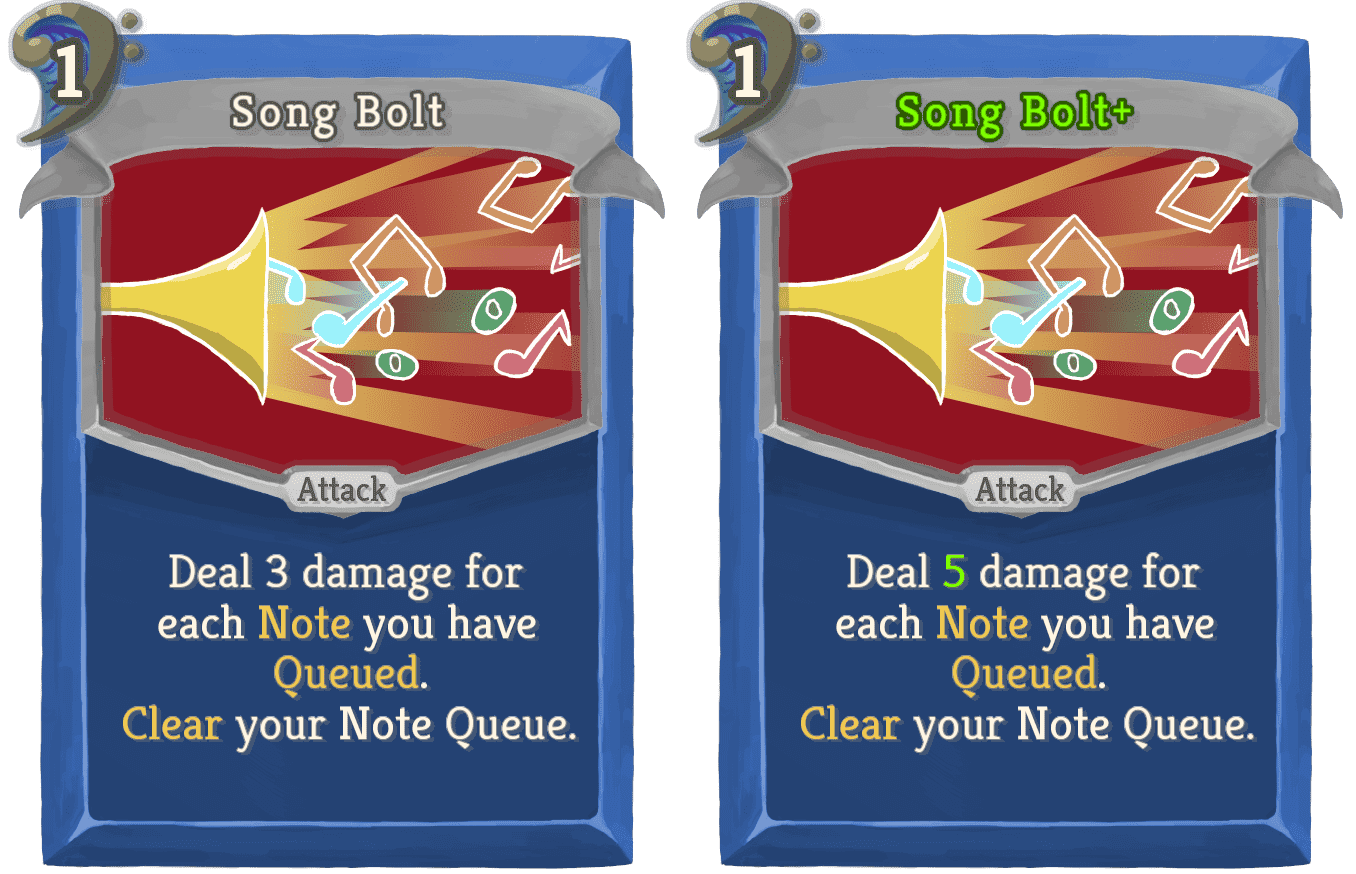 1
Song Bolt
Attack
Deal 3 damage for
each Note you have
Queued.
Clear your Note Queue.
1
Song Bolt+
Attack
Deal 5 damage for
each Note you have
Queued.
Clear your Note Queue.